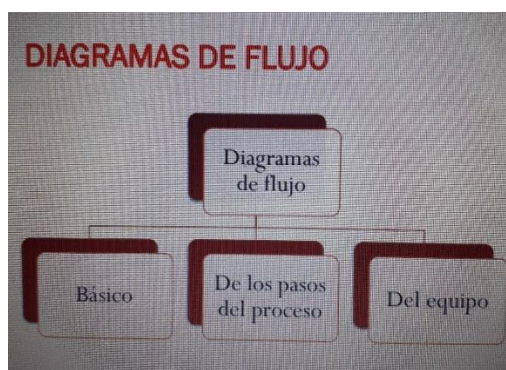 DIAGRAMAS DE FLUJO
Diagramas
de flujo
Básico
De los pasos
del proceso
Del equipo